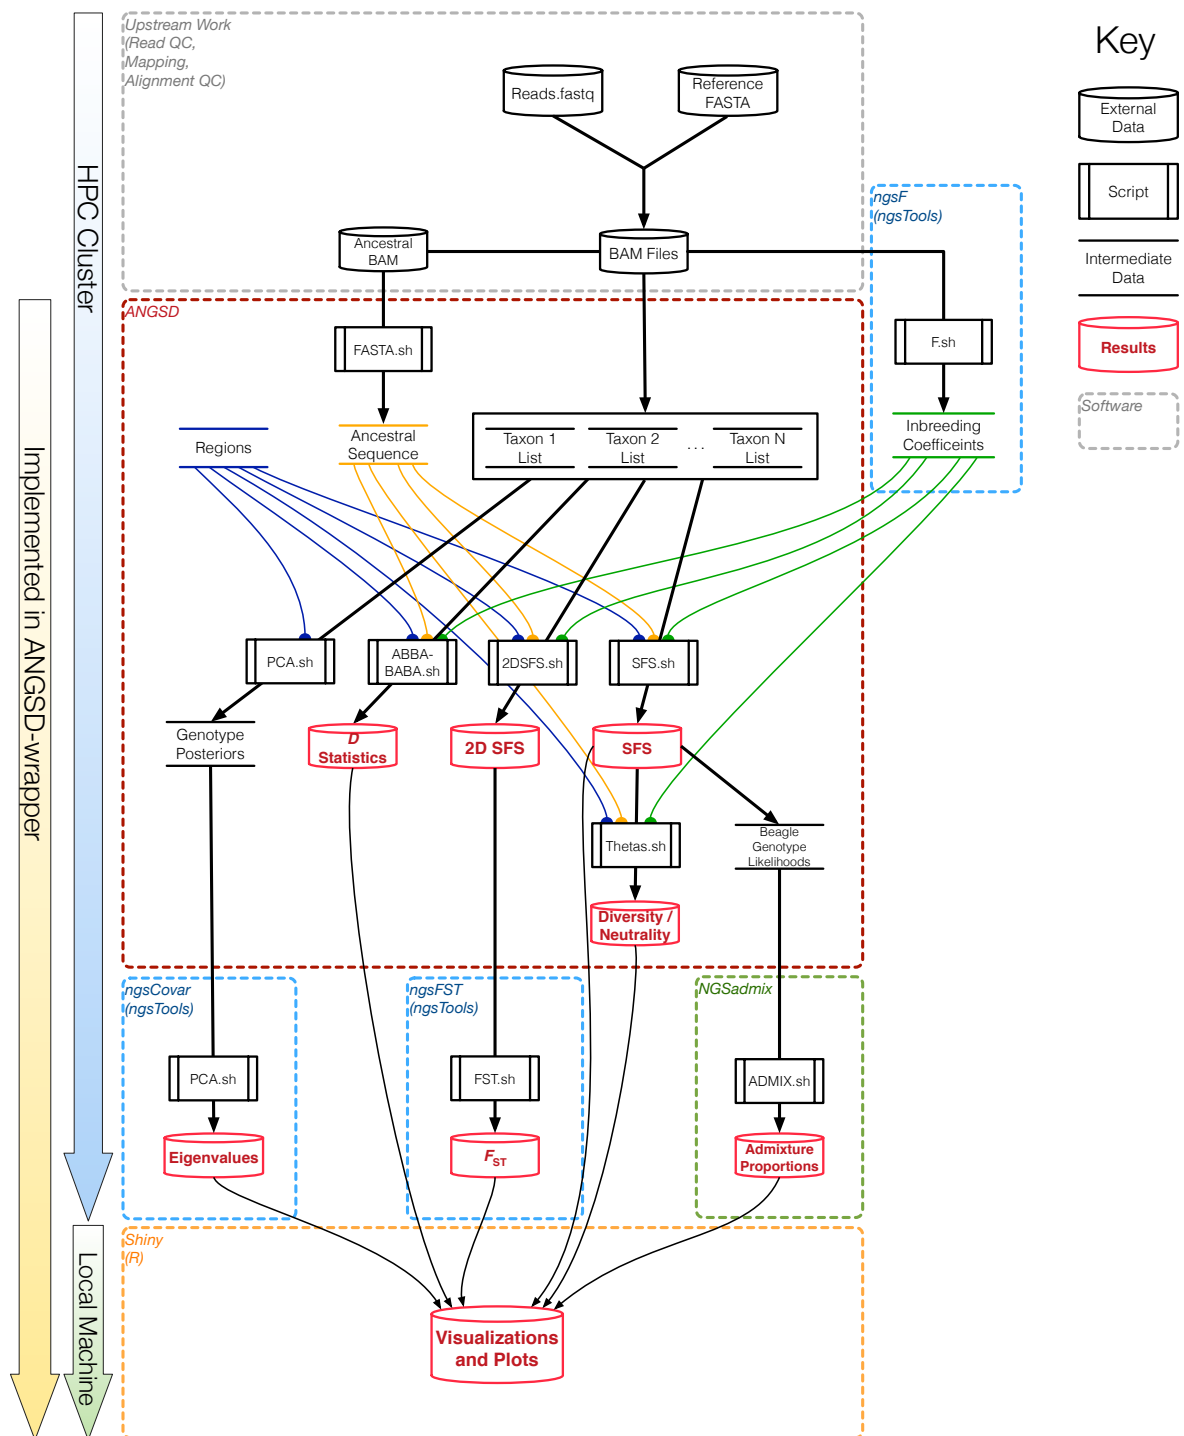 Upstream Work
(Read QC,
Mapping,
Alignment QC)
Reads.fastq
Reference
FASTA
Key
External
Data
Script
Intermediate
Data
Results
Software
HPC Cluster
Ancestral
BAM
BAM Files
ngsF
(ngsTools)
Implemented in ANGSD-wrapper
ANGSD
FASTA.sh
F.sh
Regions
Ancestral
Sequence
Taxon 1
List
Taxon 2
List
...
Taxon N
List
Inbreeding
Coefficeints
PCA.sh
ABBA-
BABA.sh
2DSFS.sh
SFS.sh
Genotype
Posteriors
D
Statistics
2D SFS
SFS
Thetas.sh
Beagle
Genotype
Likelihoods
Diversity /
Neutrality
ngsCovar
(ngsTools)
ngsFST
(ngsTools)
NGSadmix
PCA.sh
FST.sh
ADMIX.sh
Eigenvalues
FST
Admixture
Proportions
Local Machine
Shiny
(R)
Visualizations
and Plots